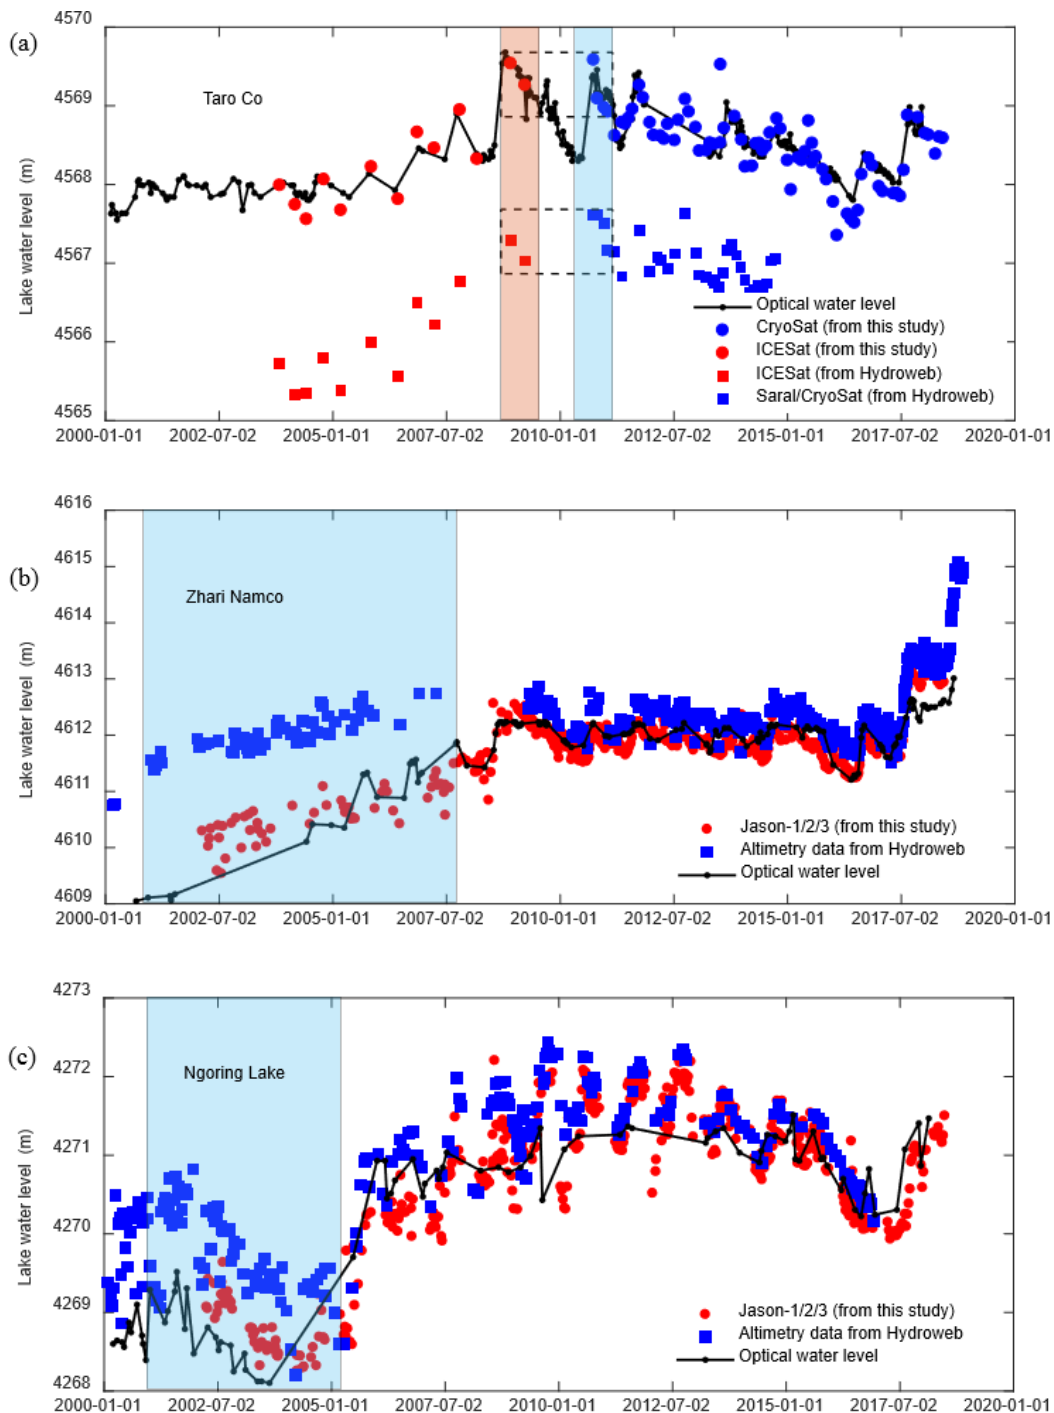 (a)
4570
4569
4568
4567
4566
4565
Lake water level (m)
Taro Co
Optical water level
CryoSat (from this study)
ICESat (from this study)
ICESat (from Hydroweb)
Saral/CryoSat (from Hydroweb)
2000-01-01 2002-07-02 2005-01-01 2007-07-02 2010-01-01 2012-07-02 2015-01-01 2017-07-02 2020-01-01
(b)
4616
4615
4614
4613
4612
4611
4610
4609
Lake water level (m)
Zhari Namco
Jason-1/2/3 (from this study)
Altimetry data from Hydroweb
Optical water level
2000-01-01 2002-07-02 2005-01-01 2007-07-02 2010-01-01 2012-07-02 2015-01-01 2017-07-02 2020-01-01
(c)
4273
4272
4271
4270
4269
4268
Lake water level (m)
Ngoring Lake
Jason-1/2/3 (from this study)
Altimetry data from Hydroweb
Optical water level
2000-01-01 2002-07-02 2005-01-01 2007-07-02 2010-01-01 2012-07-02 2015-01-01 2017-07-02 2020-01-01